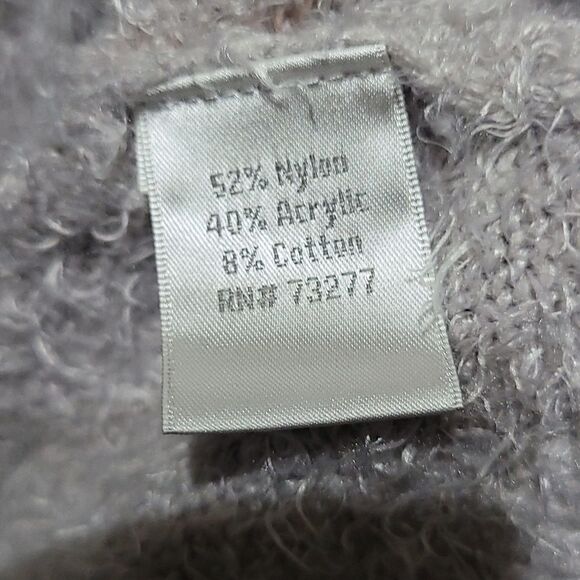 52% Nylon
40% Acrylic
8% Cotton
RN# 73277